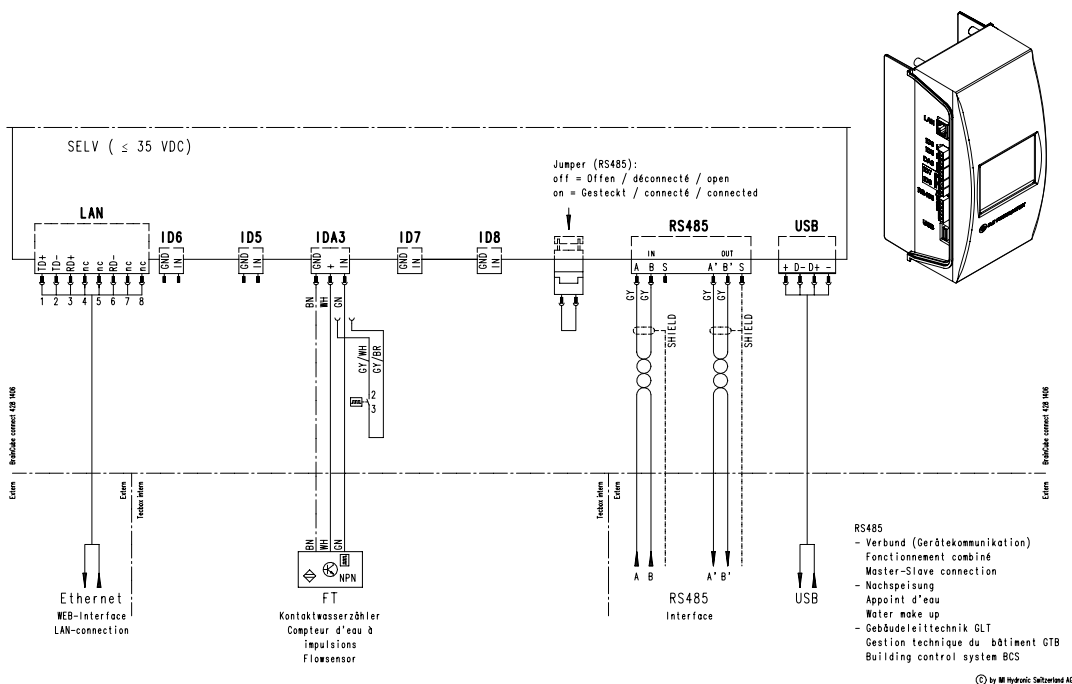 SELV ( ≤ 35 VDC)
LAN
ID6
ID5
IDA3
ID7
ID8
RS485
USB
Jumper (RS485):
off = Offen / déconnecté / open
on = Gesteckt / connecté / connected
TD+ TD- RD+ nc nc RD- nc nc
1 2 3 4 5 6 7 8
GND IN
GND IN
GND + IN
GND IN
GND IN
IN OUT
A B S A' B' S
+ D- D+ -
BN WH GN
GY GY GY GY
SHIELD SHIELD
GY/WH
GY/BR
2
3
BrainCube connect 428 1406
BrainCube connect 428 1406
Extern
Extern
Tecbox intern
Tecbox intern
Extern
Extern
BN WH GN
NPN
A B A' B'
Ethernet
WEB-Interface
LAN-connection
FT
Kontaktwasserzähler
Compteur d'eau à
impulsions
Flowsensor
RS485
Interface
USB
RS485
- Verbund (Gerätekommunikation)
Fonctionnement combiné
Master-Slave connection
- Nachspeisung
Appoint d'eau
Water make up
- Gebäudeleittechnik GLT
Gestion technique du bâtiment GTB
Building control system BCS
© by IMI Hydronic Switzerland AG
LAN
RS485
USB